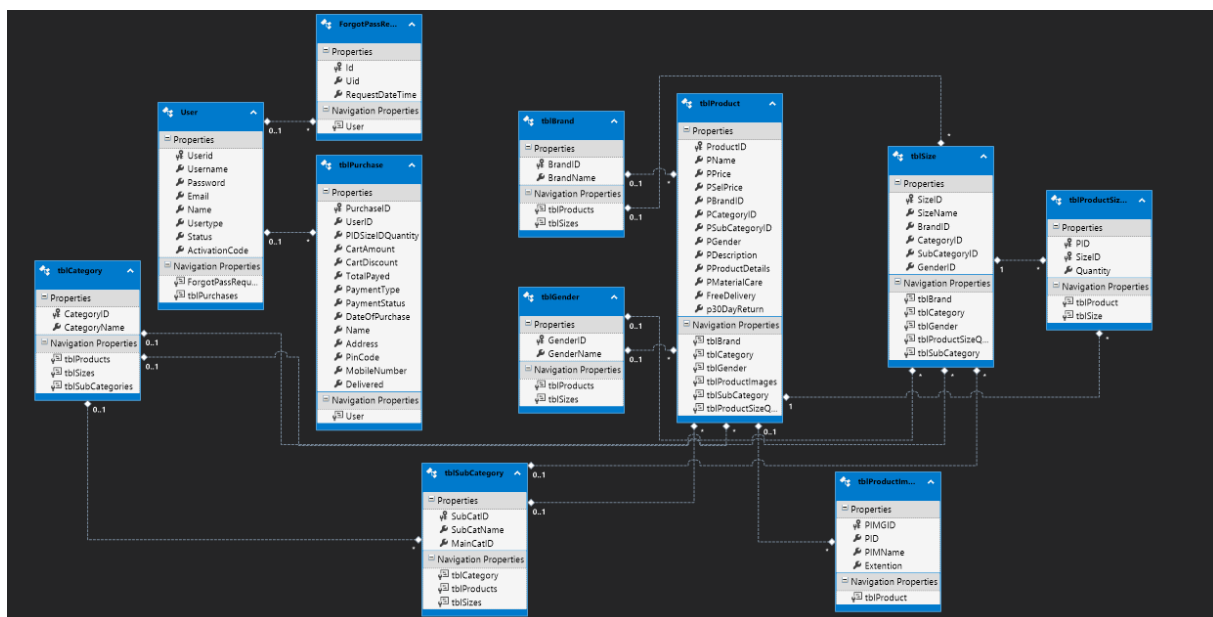 ForgotPassRe...
Properties
Id
Uid
RequestDateTime
Navigation Properties
User
User
Properties
Userid
Username
Password
Email
Name
Usertype
Status
ActivationCode
Navigation Properties
ForgotPassRequ...
tblPurchases
0..1
*
0..1
*
tblPurchase
Properties
PurchaseID
UserID
PIDSizeIDQuantity
CartAmount
CartDiscount
TotalPayed
PaymentType
PaymentStatus
DateOfPurchase
Name
Address
PinCode
MobileNumber
Delivered
Navigation Properties
User
tblCategory
Properties
CategoryID
CategoryName
Navigation Properties
tblProducts
tblSizes
tblSubCategories
0..1
0..1
0..1
tblBrand
Properties
BrandID
BrandName
Navigation Properties
tblProducts
tblSizes
0..1
*
0..1
tblGender
Properties
GenderID
GenderName
Navigation Properties
tblProducts
tblSizes
0..1
0..1
*
tblProduct
Properties
ProductID
PName
PPrice
PSelPrice
PBrandID
PCategoryID
PSubCategoryID
PGender
PDescription
PProductDetails
PMaterialCare
FreeDelivery
p30DayReturn
Navigation Properties
tblBrand
tblCategory
tblGender
tblProductImages
tblSubCategory
tblProductSizeQ...
1
*
*
0..1
*
tblSize
Properties
SizeID
SizeName
BrandID
CategoryID
SubCategoryID
GenderID
Navigation Properties
tblBrand
tblCategory
tblGender
tblProductSizeQ...
tblSubCategory
1
*
*
*
*
tblProductSiz...
Properties
PID
SizeID
Quantity
Navigation Properties
tblProduct
tblSize
*
tblSubCategory
Properties
SubCatID
SubCatName
MainCatID
Navigation Properties
tblCategory
tblProducts
tblSizes
0..1
0..1
*
tblProductIm...
Properties
PIMGID
PID
PIMName
Extention
Navigation Properties
tblProduct
*